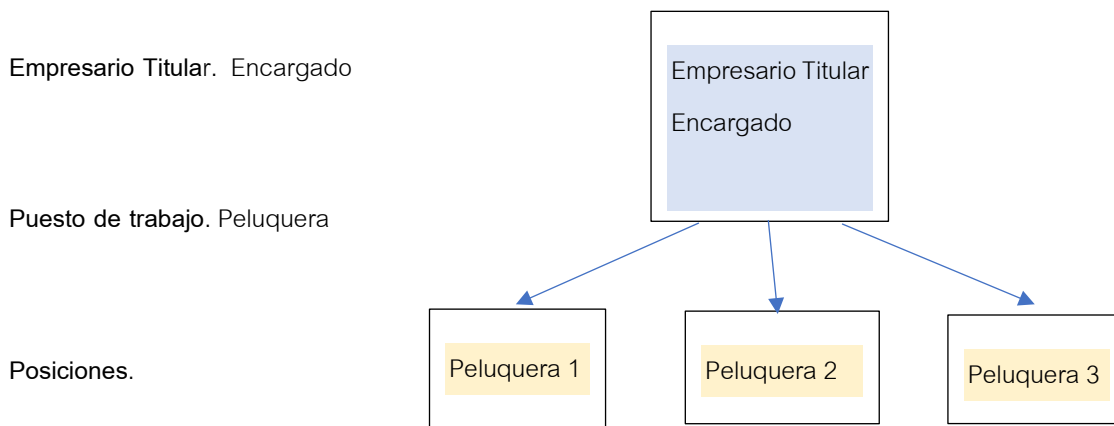 Empresario Titular. Encargado
Empresario Titular
Encargado
Puesto de trabajo. Peluquera
Posiciones.
Peluquera 1
Peluquera 2
Peluquera 3